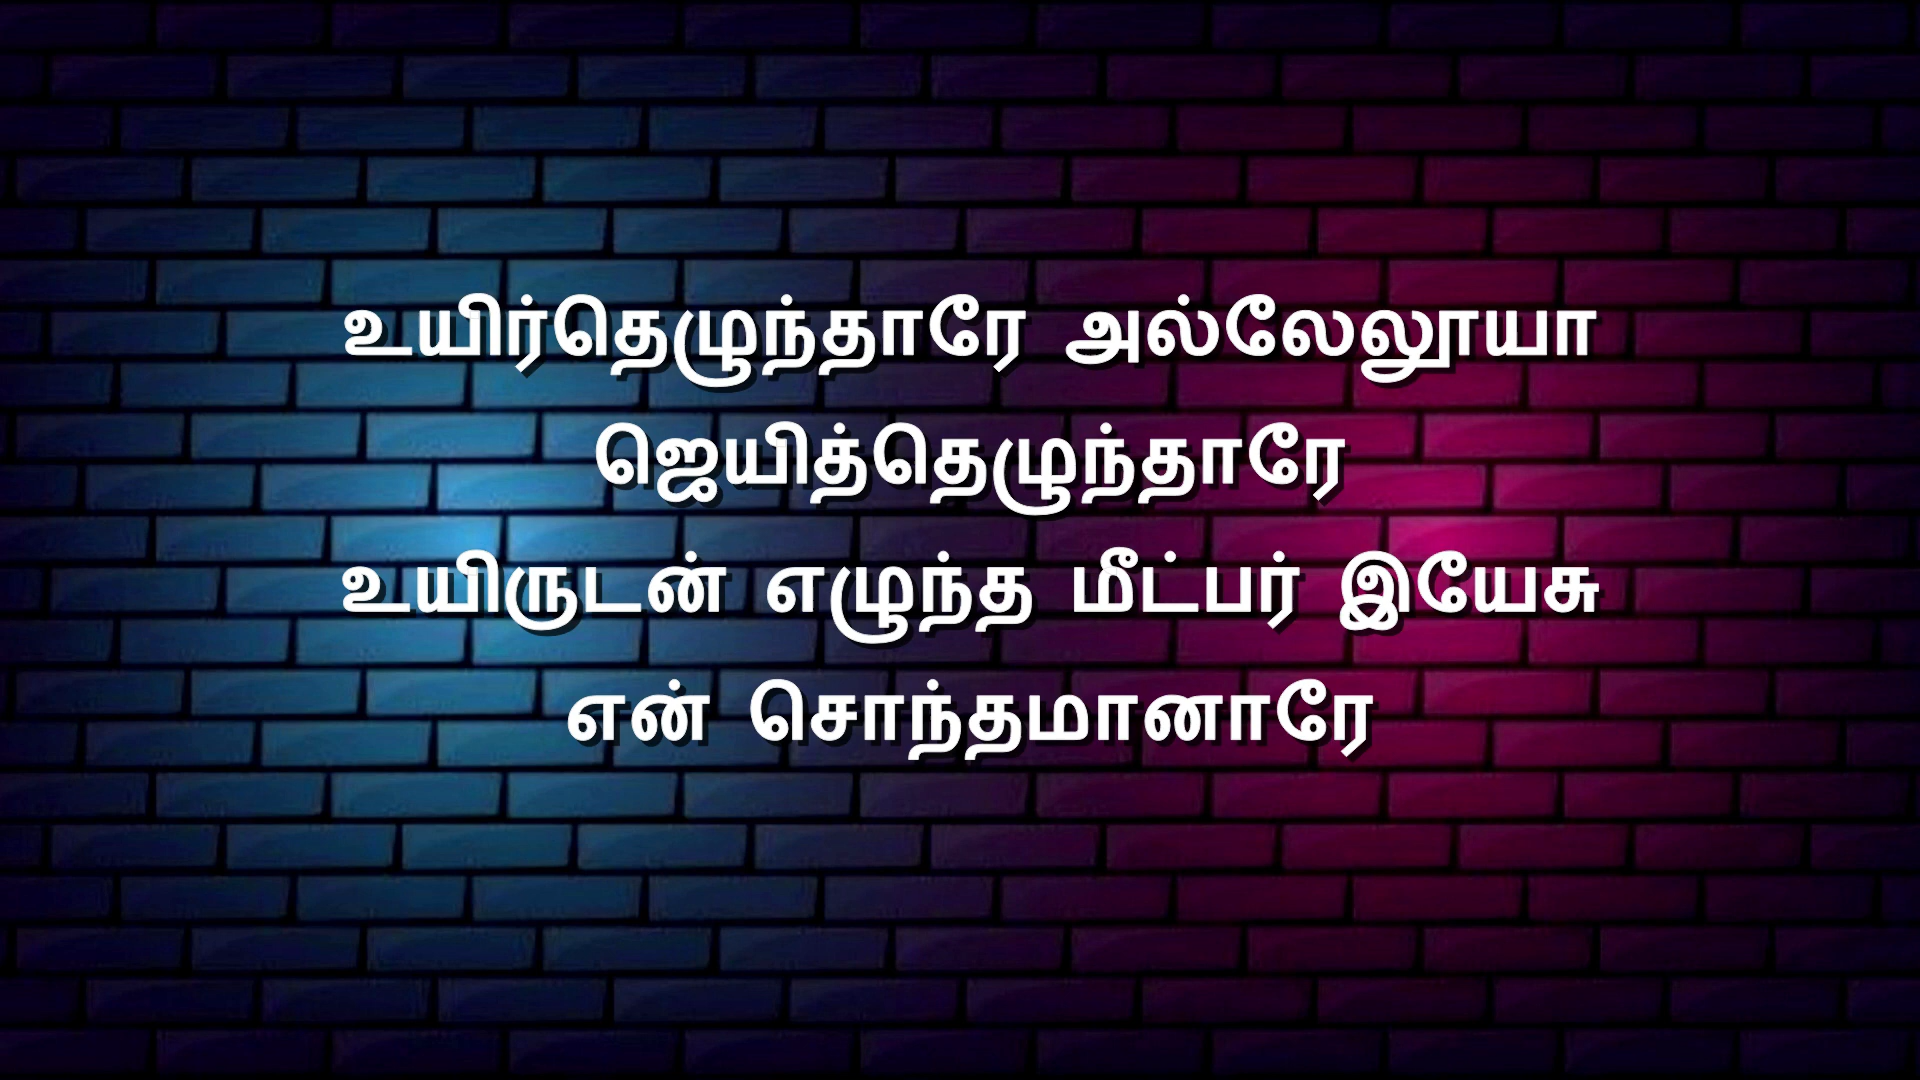 உயிர்தெழுந்தாரே அல்லேலூயா
ஜெயித்தெழுந்தாரே
உயிருடன் எழுந்த மீட்பர் இயேசு
என் சொந்தமானாரே